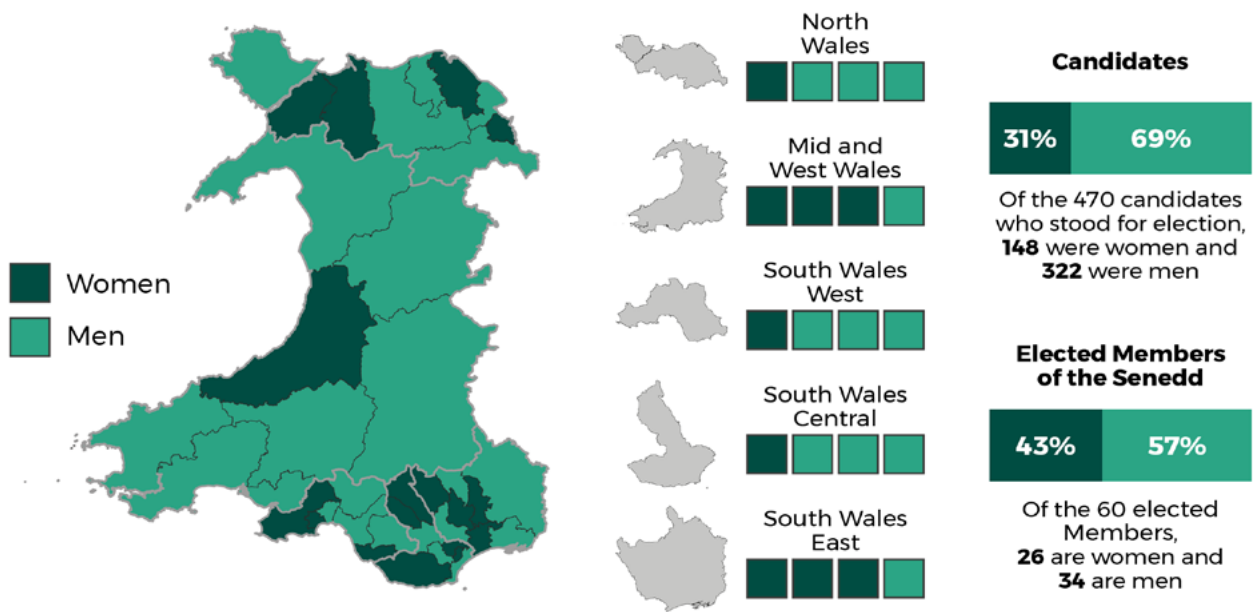 Women
Men
North
Wales
Mid and
West Wales
South Wales
West
South Wales
Central
South Wales
East
Candidates
31% 69%
Of the 470 candidates
who stood for election,
148 were women and
322 were men
Elected Members
of the Senedd
43% 57%
Of the 60 elected
Members,
26 are women and
34 are men